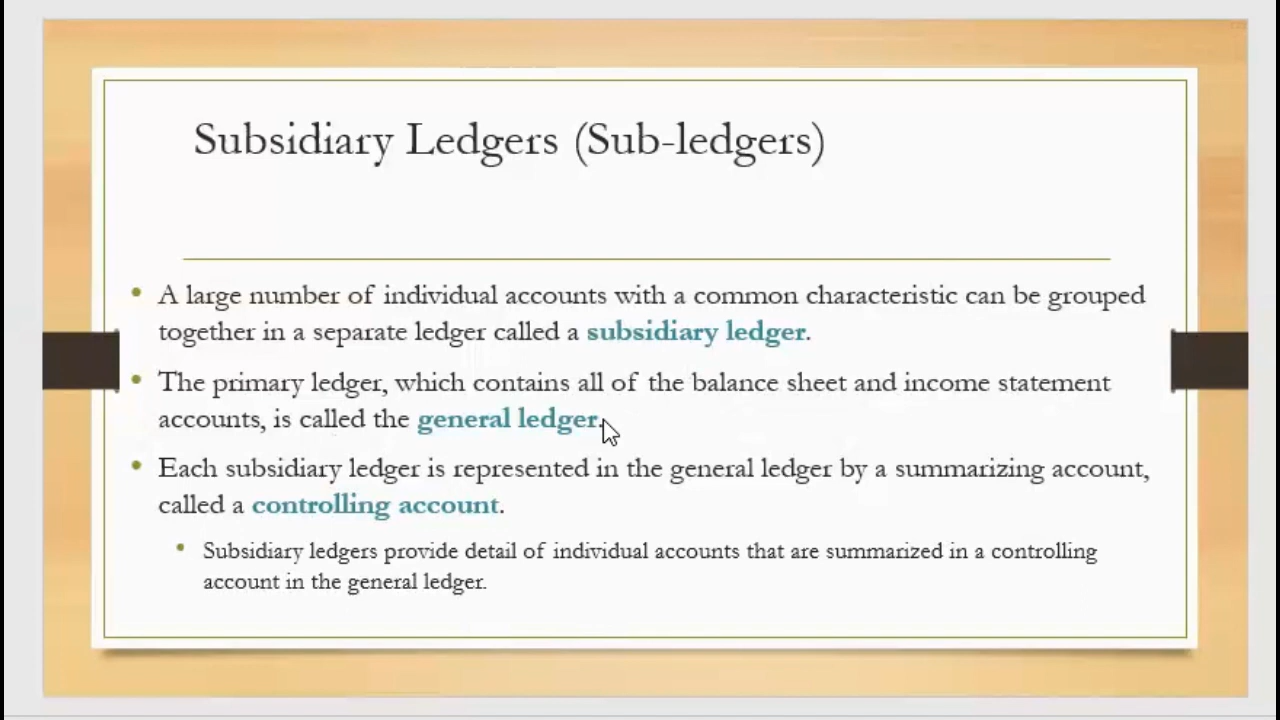 Subsidiary Ledgers (Sub-ledgers)
• A large number of individual accounts with a common characteristic can be grouped
together in a separate ledger called a subsidiary ledger.
• The primary ledger, which contains all of the balance sheet and income statement
accounts, is called the general ledger.
• Each subsidiary ledger is represented in the general ledger by a summarizing account,
called a controlling account.
• Subsidiary ledgers provide detail of individual accounts that are summarized in a controlling
account in the general ledger.